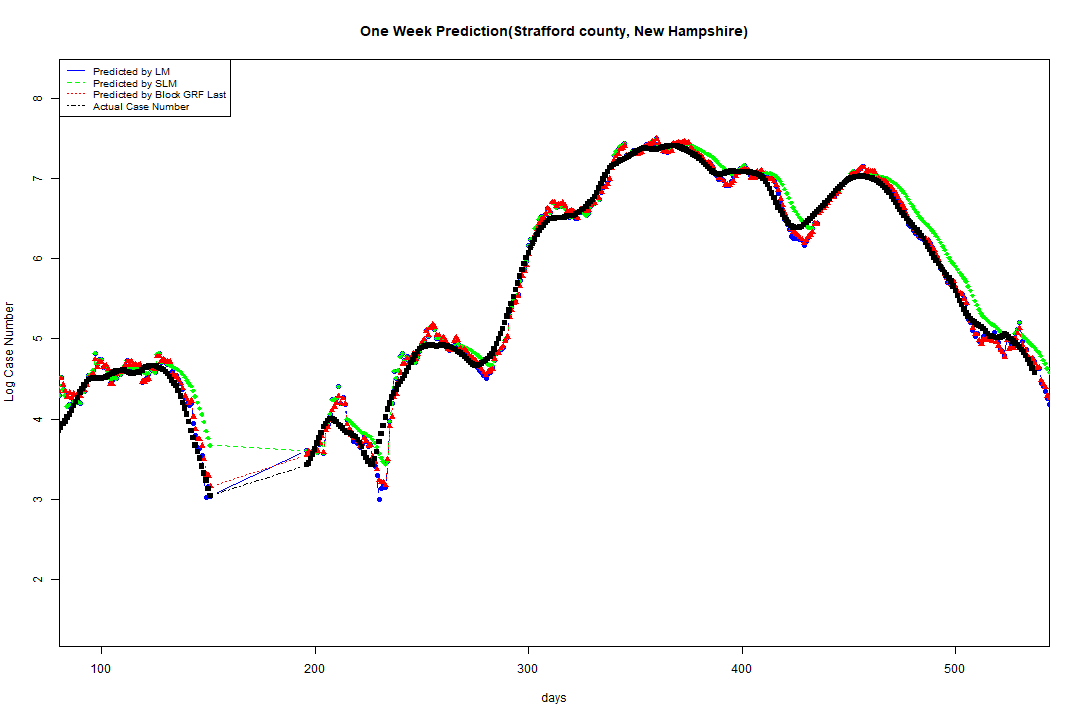 One Week Prediction(Strafford county, New Hampshire)
Predicted by LM
Predicted by SLM
Predicted by Block GRF Last
Actual Case Number
8
7
6
5
4
3
2
Log Case Number
100 200 300 400 500
days